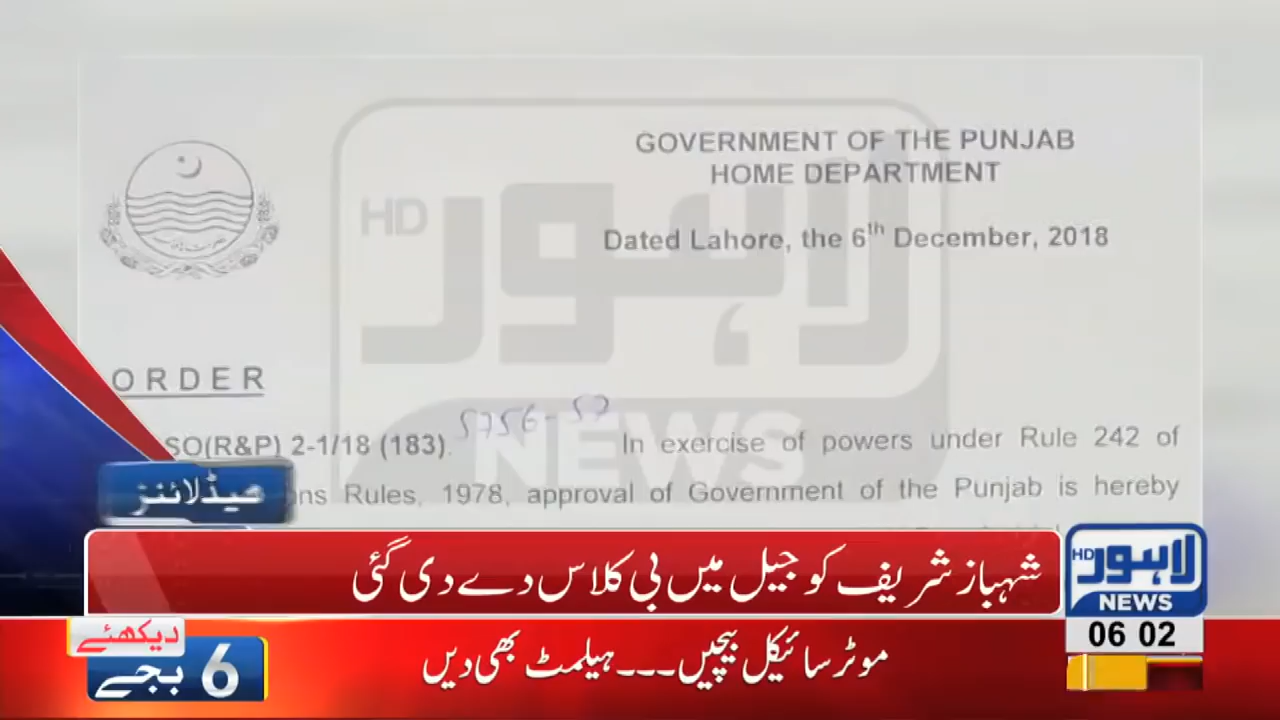 GOVERNMENT OF THE PUNJAB
HOME DEPARTMENT
Dated Lahore, the 6th December, 2018
HD
لاہور
NEWS
ORDER
SO(R&P) 2-1/18 (183).
In exercise of powers under Rule 242 of
Rules, 1978, approval of Government of the Punjab is hereby
ہیڈلائنز
شہباز شریف کو جیل میں بی کلاس دے دی گئی
HD
لاہور
NEWS
06 02
دیکھئے
6 بجے
موٹر سائیکل بیچیں۔۔۔ہیلمٹ بھی دیں